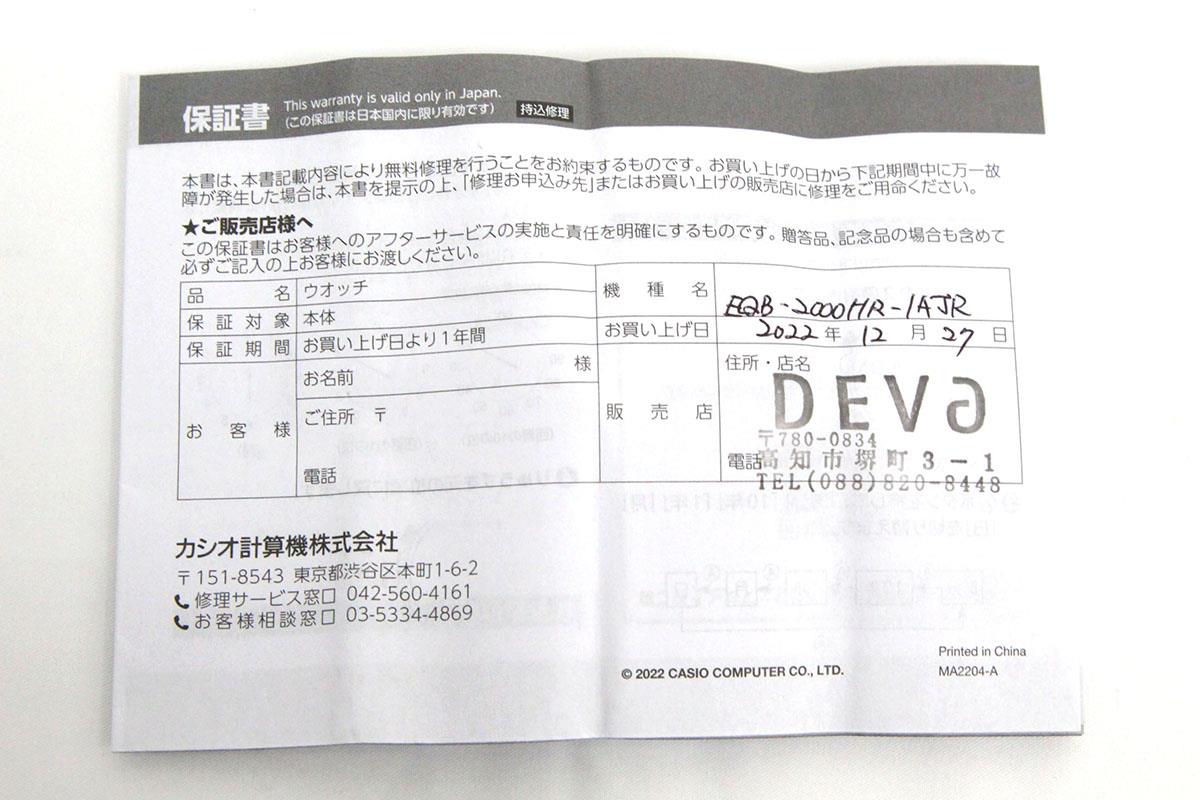 保証書 This warranty is valid only in Japan.
(この保証書は日本国内に限り有効です) 持込修理
本書は、本書記載内容により無料修理を行うことをお約束するものです。お買い上げの日から下記期間中に万一故
障が発生した場合は、本書を提示の上、「修理お申込み先」またはお買い上げの販売店に修理をご用命ください。
★ご販売店様へ
この保証書はお客様へのアフターサービスの実施と責任を明確にするものです。贈答品、記念品の場合も含めて
必ずご記入の上お客様にお渡しください。
品名 ウオッチ 機種名 EQB-2000HR-1AJR
保証対象 本体 お買い上げ日 2022年 12月 27日
保証期間 お買い上げ日より1年間
お客様 お名前 様
ご住所 〒
電話
販売店 住所・店名
DEVa
〒780-0834
電話 高知市堺町3-1
TEL(088)820-8448
カシオ計算機株式会社
〒151-8543 東京都渋谷区本町1-6-2
修理サービス窓口 042-560-4161
お客様相談窓口 03-5334-4869
Printed in China
© 2022 CASIO COMPUTER CO., LTD. MA2204-A